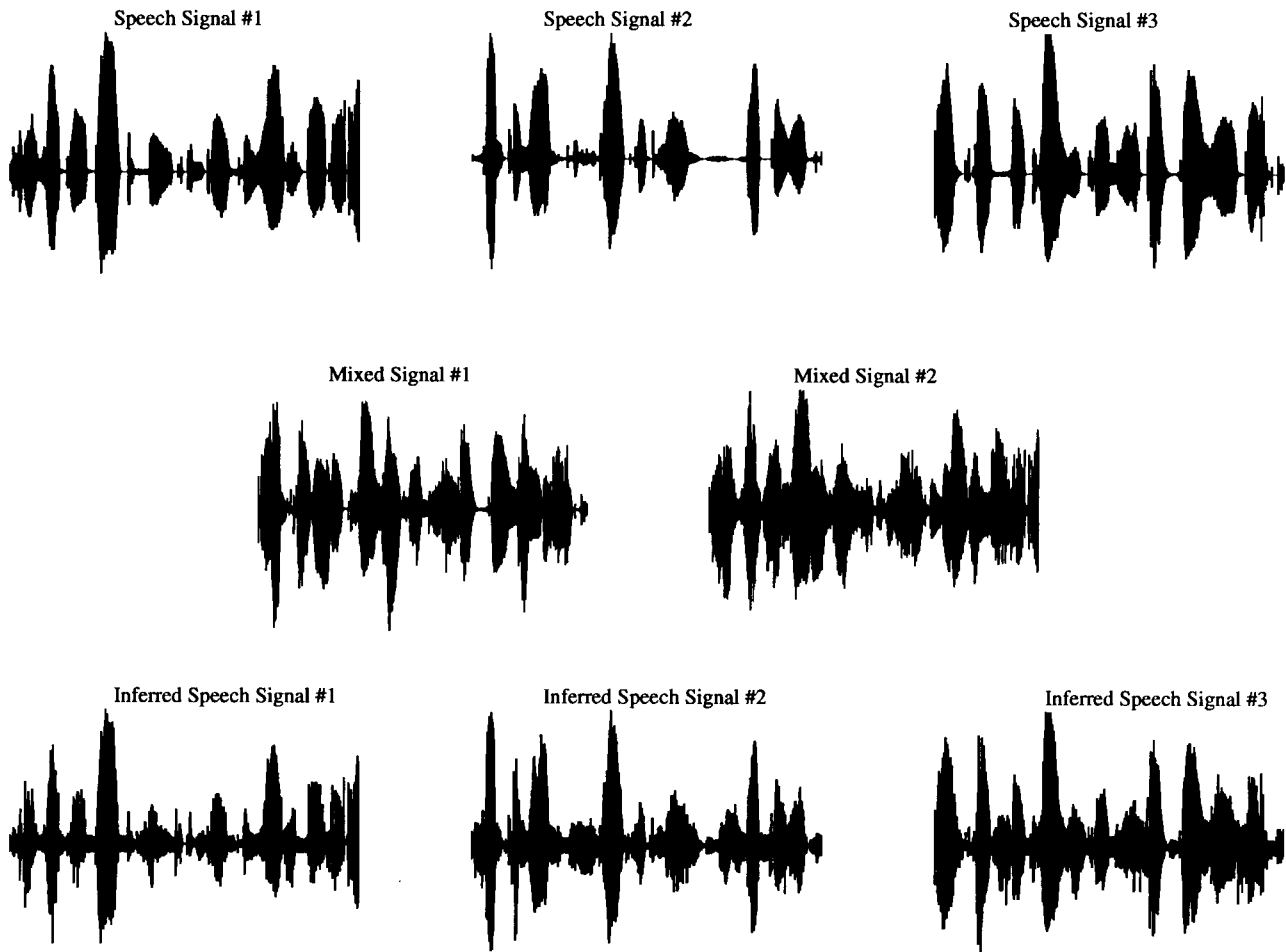 Speech Signal #1
Speech Signal #2
Speech Signal #3
Mixed Signal #1
Mixed Signal #2
Inferred Speech Signal #1
Inferred Speech Signal #2
Inferred Speech Signal #3